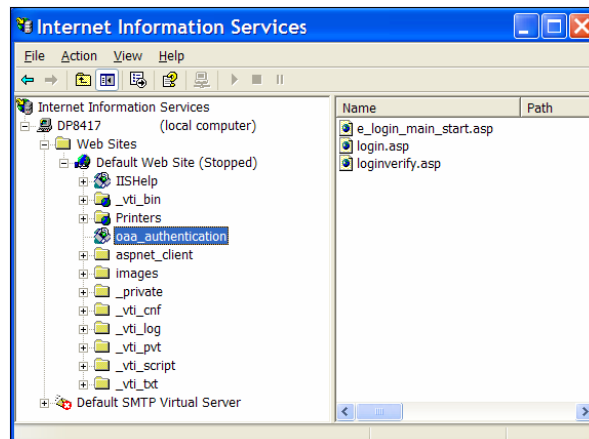 Internet Information Services
File Action View Help
Internet Information Services
DP8417 (local computer)
Web Sites
Default Web Site (Stopped)
IISHelp
_vti_bin
Printers
oaa_authentication
aspnet_client
images
_private
_vti_cnf
_vti_log
_vti_pvt
_vti_script
_vti_txt
Default SMTP Virtual Server
Name Path
e_login_main_start.asp
login.asp
loginverify.asp